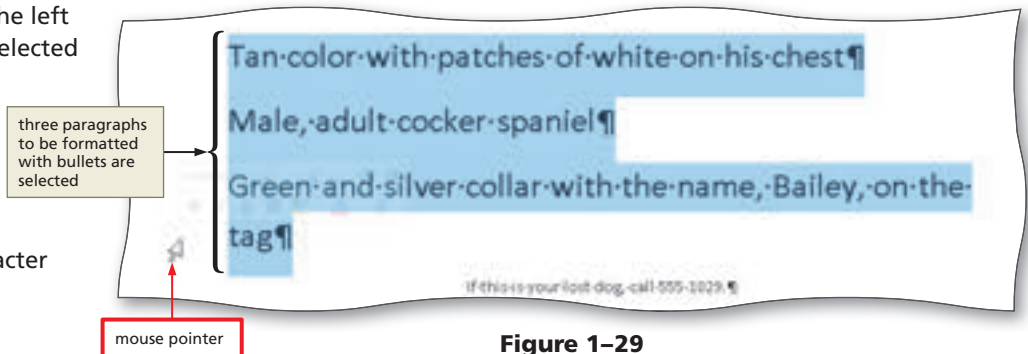 he left
elected
Tan·color·with·patches·of·white·on·his·chest¶
three paragraphs
to be formatted
with bullets are
selected
Male,·adult·cocker·spaniel¶
Green·and·silver·collar·with·the·name,·Bailey,·on·the·
tag¶
acter
If·this·is·your·lost·dog,·call·555-1029.¶
mouse pointer
Figure 1–29